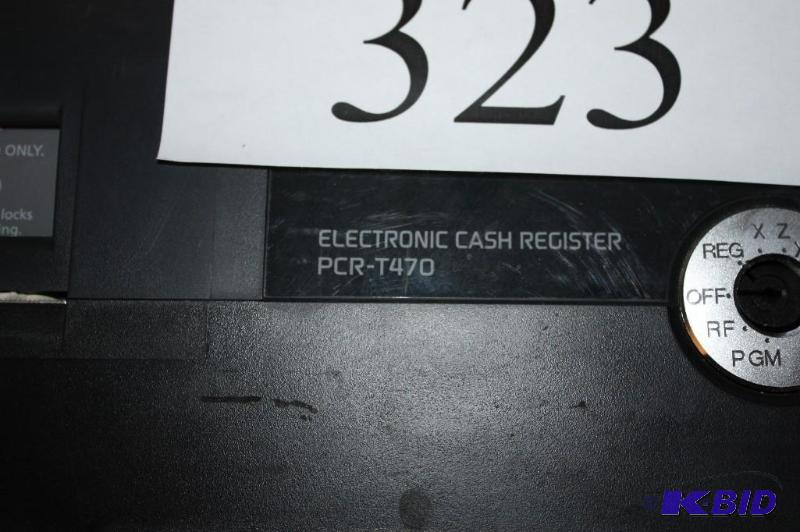 323
ONLY.
locks
ing.
ELECTRONIC CASH REGISTER
PCR-T470
X Z X
REG
OFF
RF
PGM
K-BID